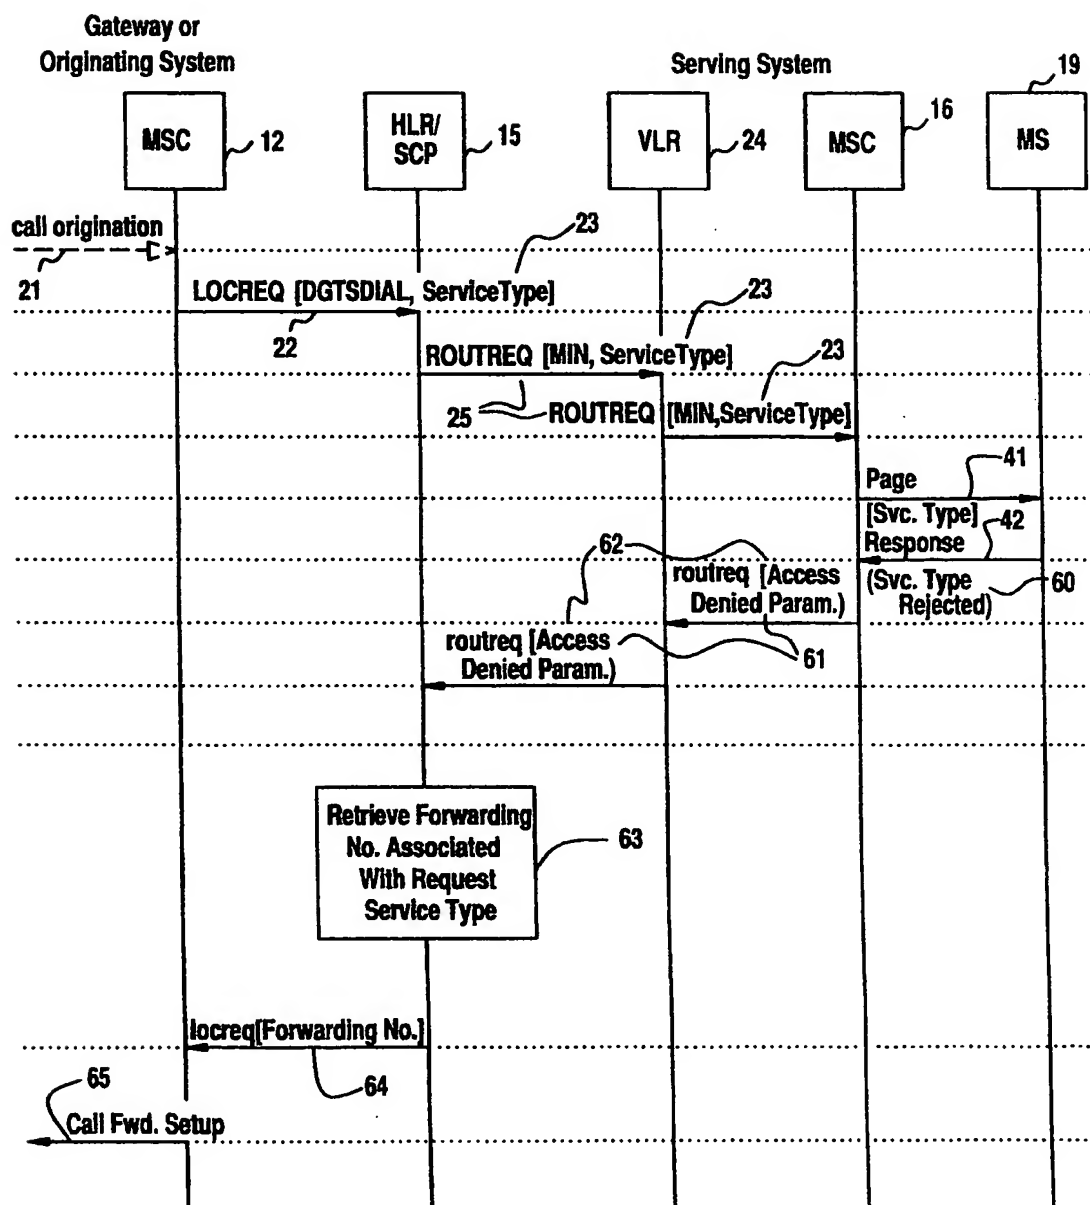 Gateway or
Originating System
Serving System
19
MSC
12
HLR/
SCP
15
VLR
24
MSC
16
MS
call origination
21
23
LOCREQ [DGTSDIAL, ServiceType]
22
23
ROUTREQ [MIN, ServiceType]
23
25
ROUTREQ [MIN,ServiceType]
41
Page
[Svc. Type]
42
Response
62
routreq [Access
Denied Param.)
(Svc. Type
Rejected)
60
routreq [Access
Denied Param.)
61
Retrieve Forwarding
No. Associated
With Request
Service Type
63
locreq[Forwarding No.]
64
65
Call Fwd. Setup